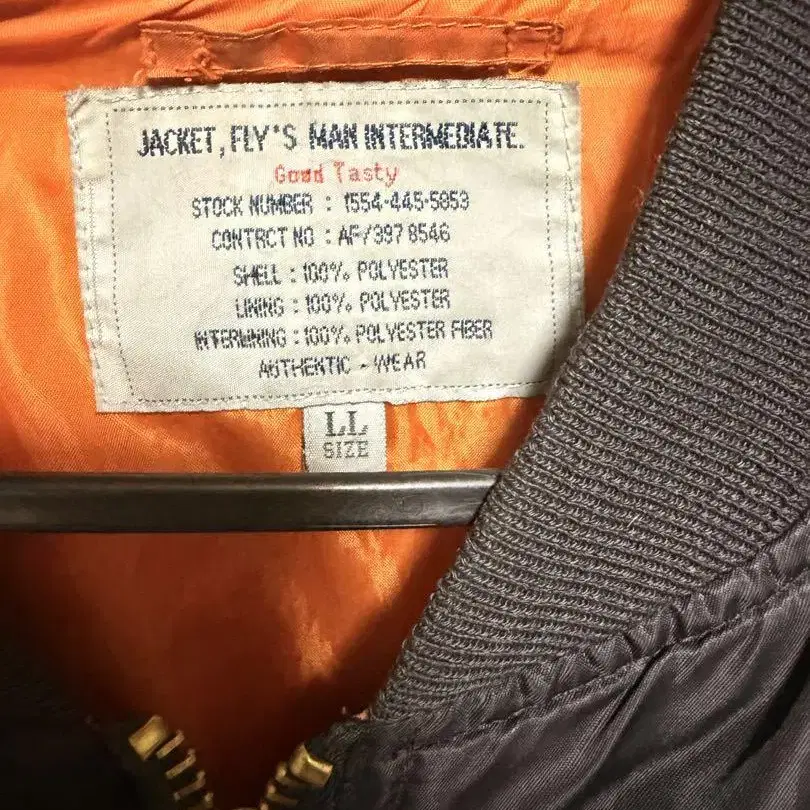 JACKET, FLY'S MAN INTERMEDIATE.
Good Tasty
STOCK NUMBER : 1554-445-5853
CONTRCT NO : AF/397 8546
SHELL : 100% POLYESTER
LINING : 100% POLYESTER
INTERLINING : 100% POLYESTER FIBER
AUTHENTIC - WEAR
LL
SIZE